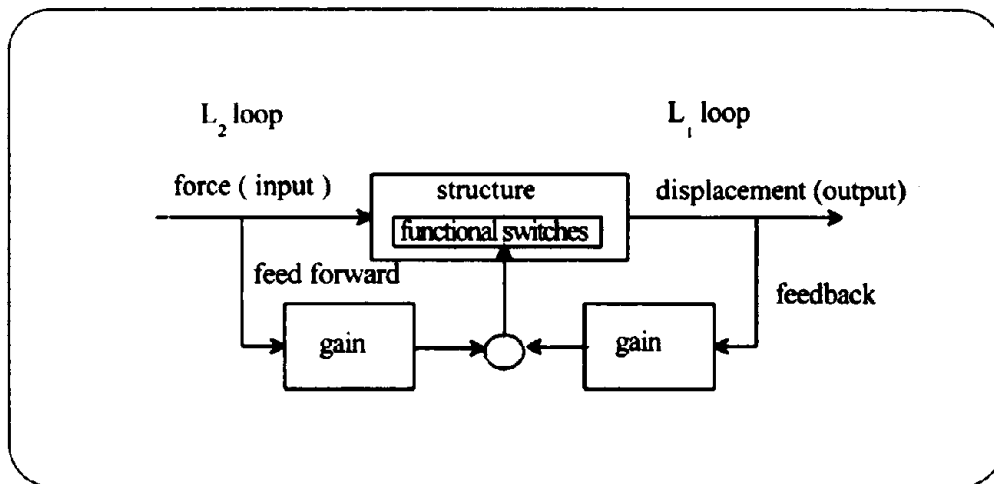 L2 loop
L1 loop
force ( input )
structure
displacement (output)
functional switches
feed forward
feedback
gain
gain